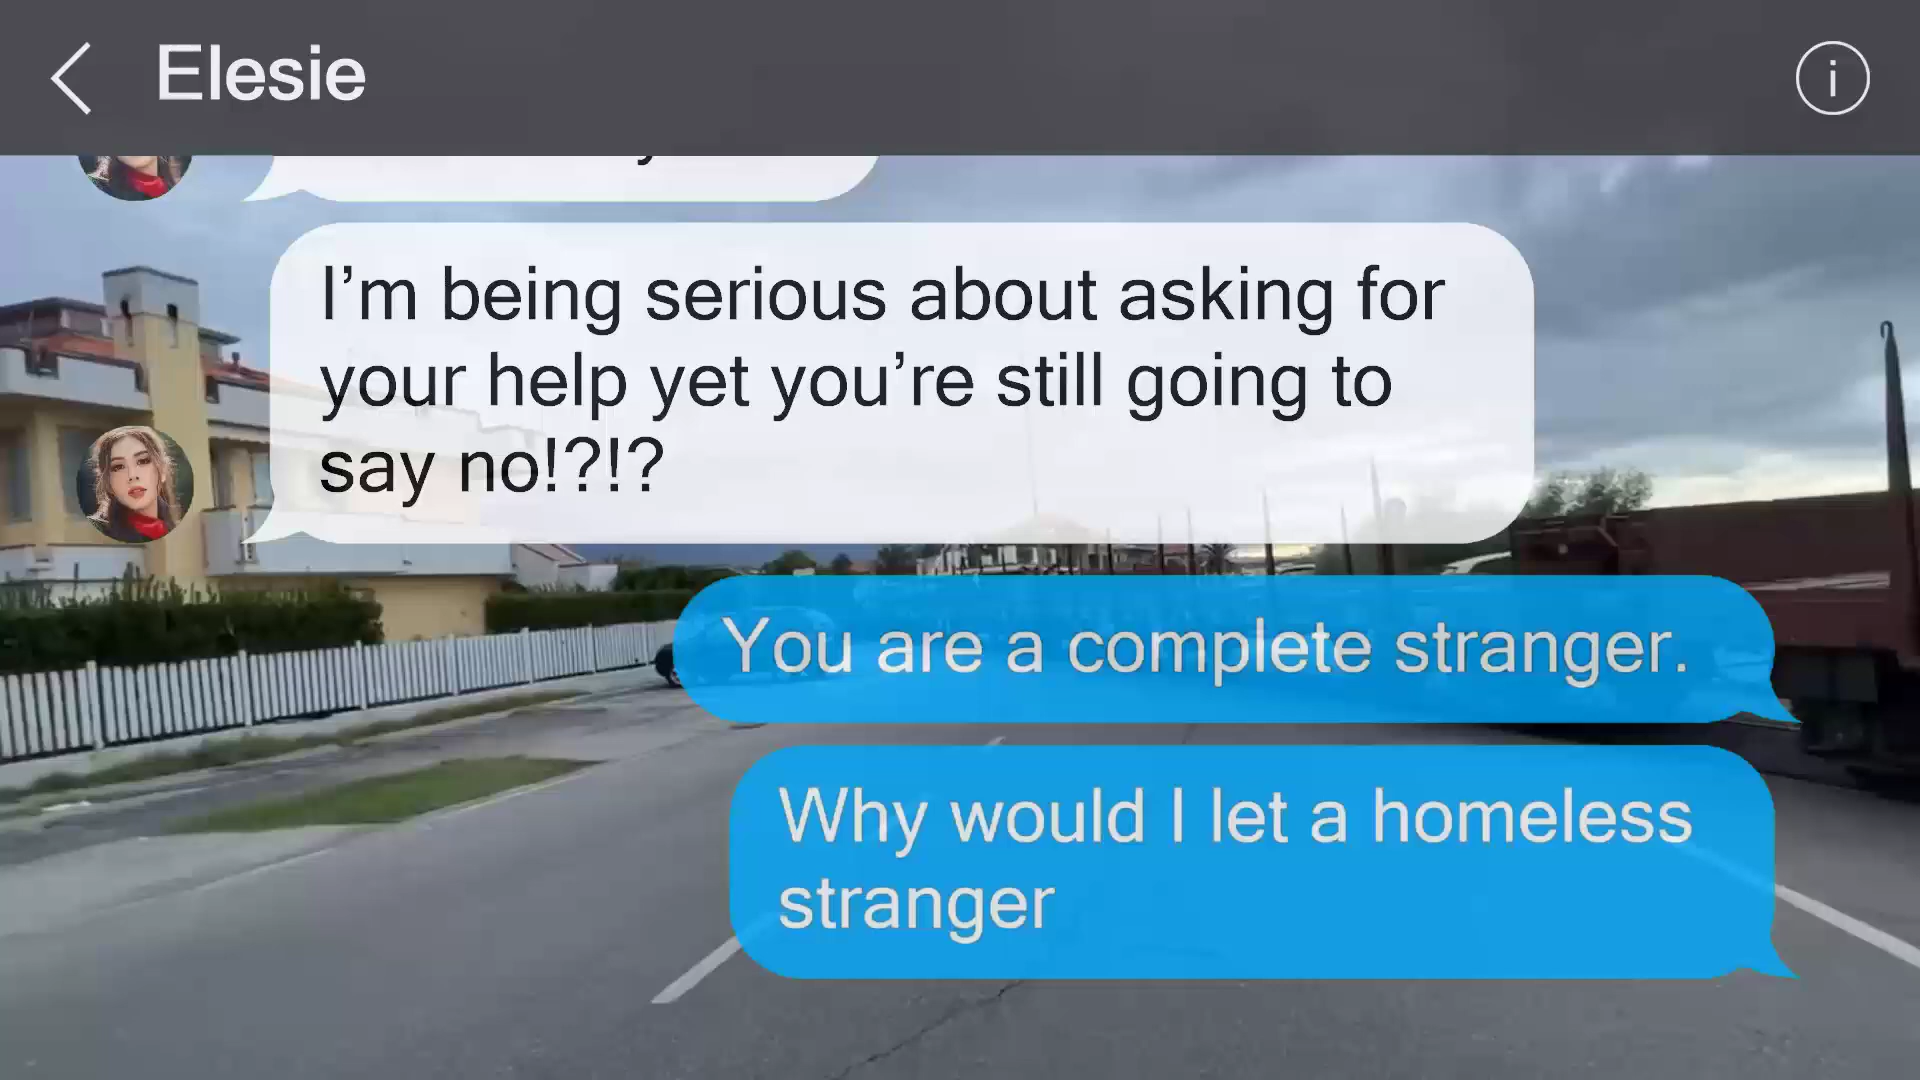 Elesie
I’m being serious about asking for
your help yet you’re still going to
say no!?!?
You are a complete stranger.
Why would I let a homeless
stranger